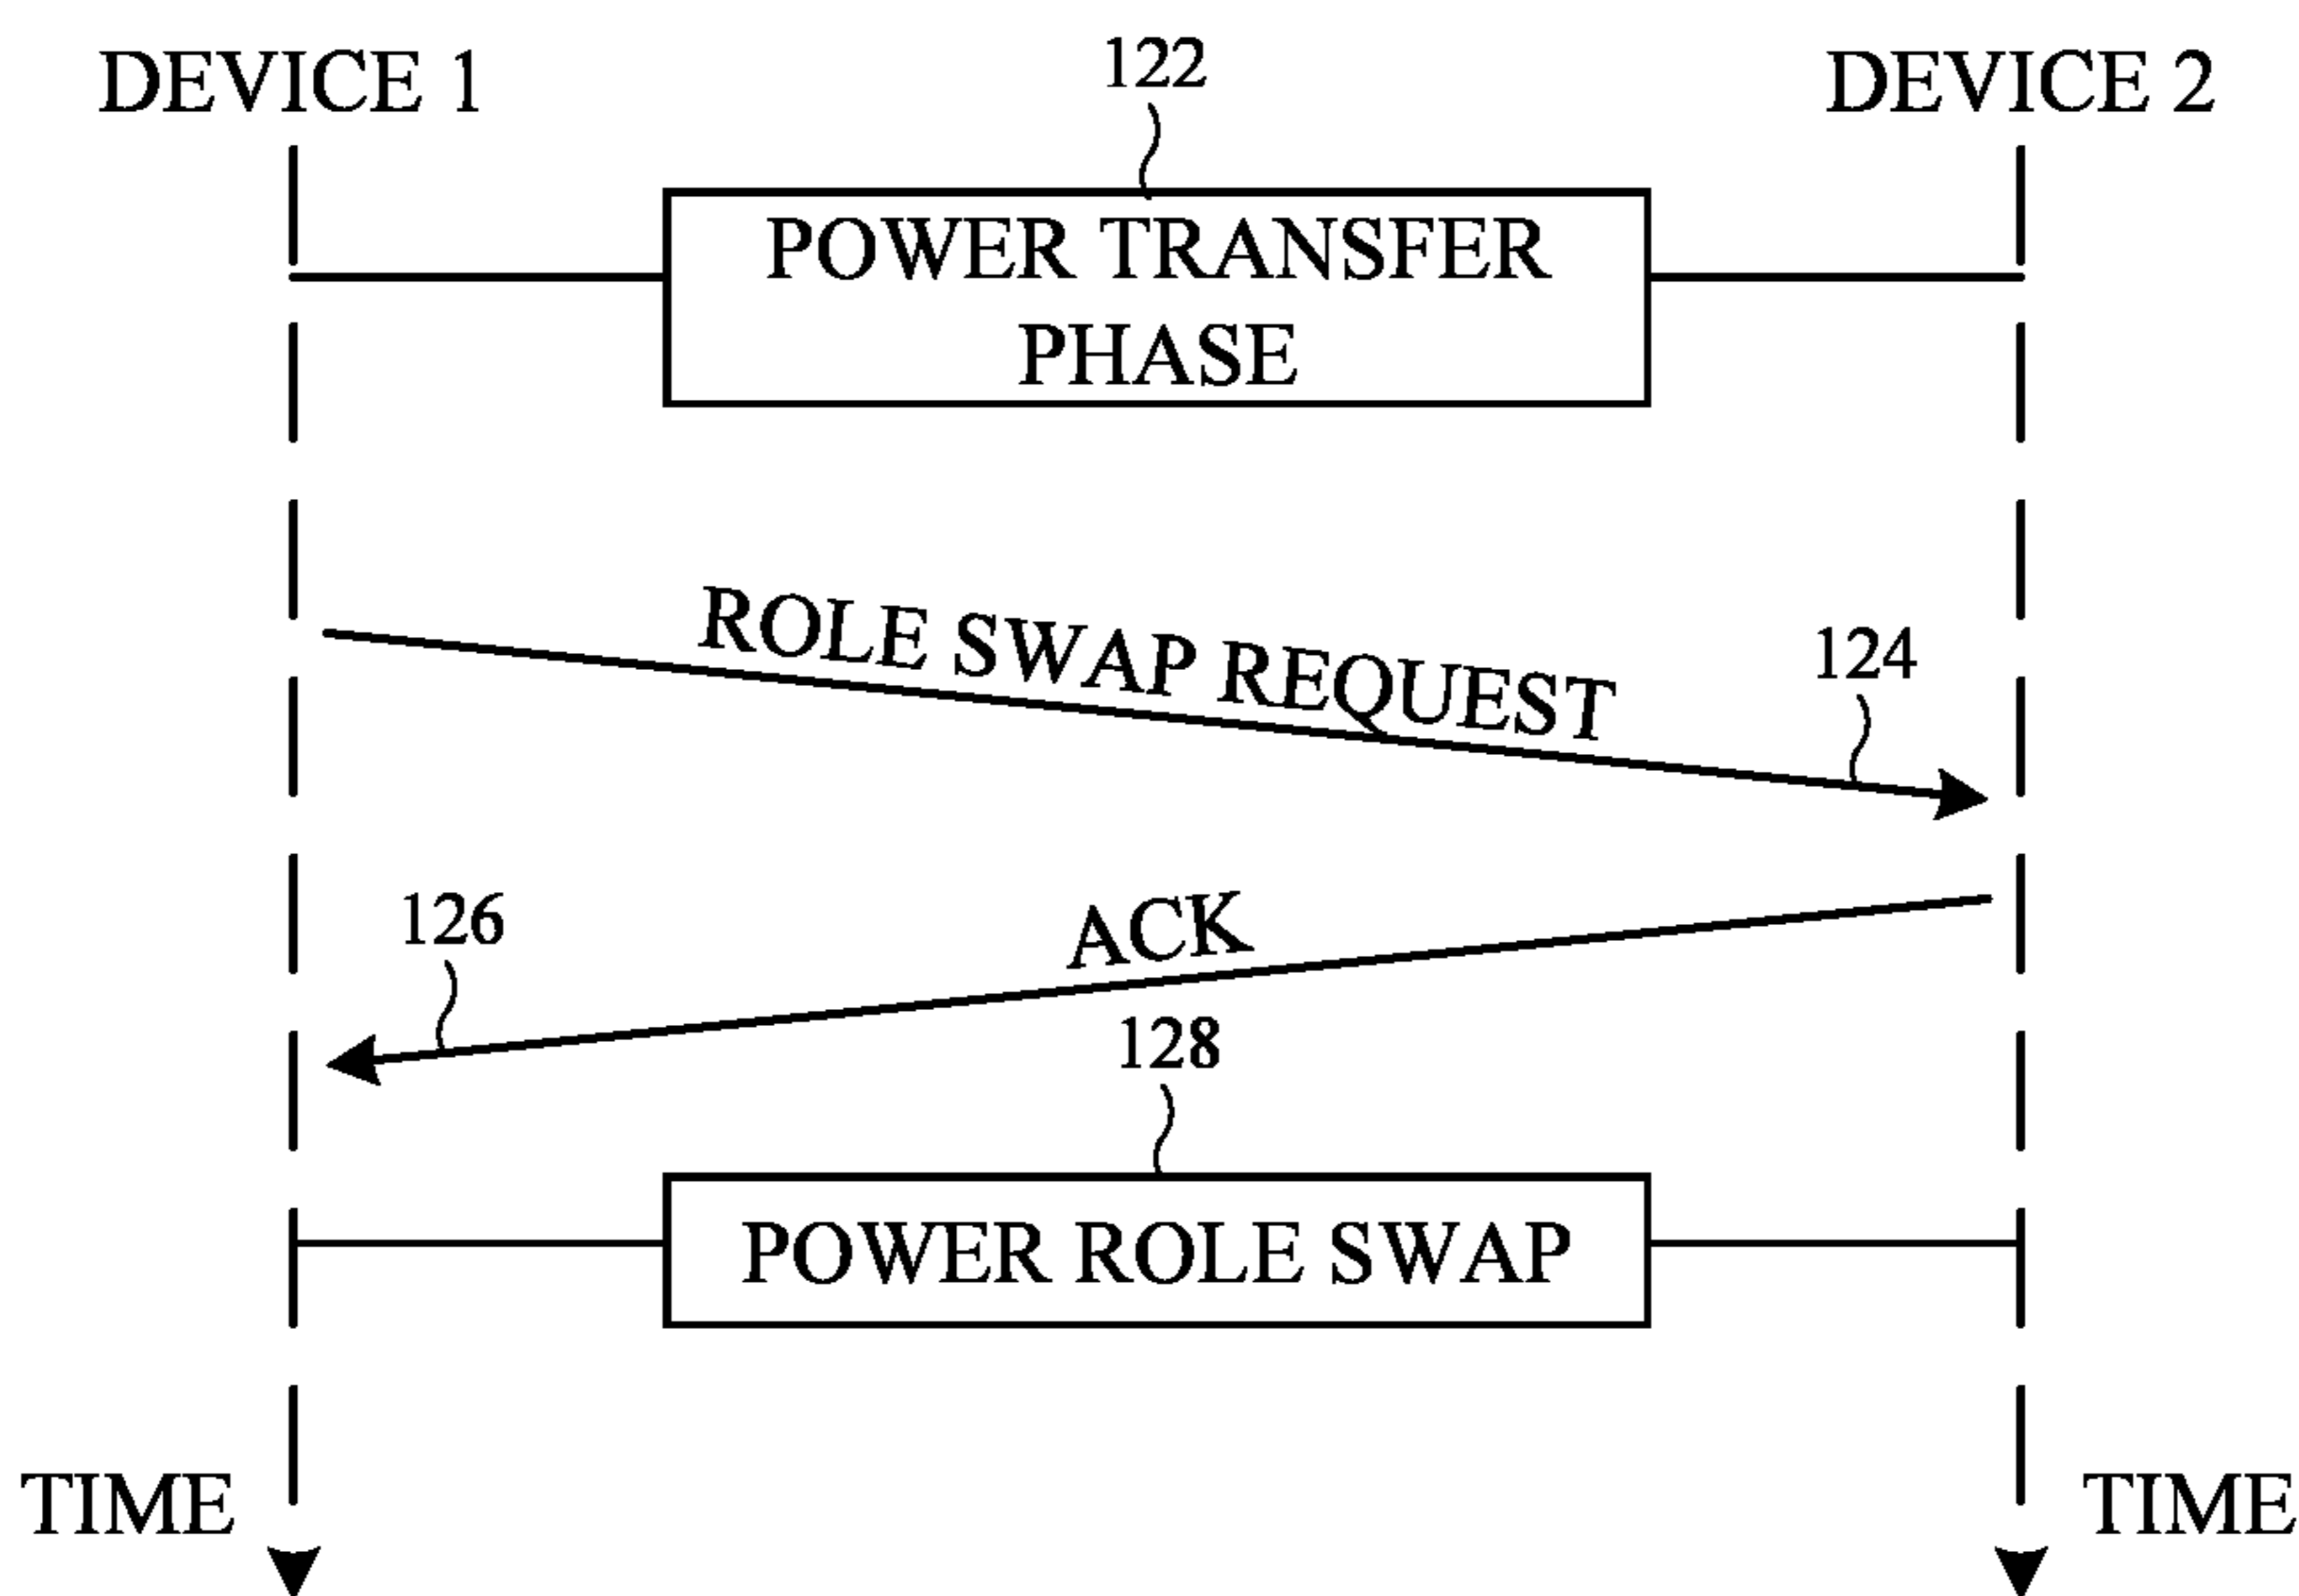 DEVICE 1
122
DEVICE 2
POWER TRANSFER
PHASE
ROLE SWAP REQUEST
124
126
ACK
128
POWER ROLE SWAP
TIME
TIME